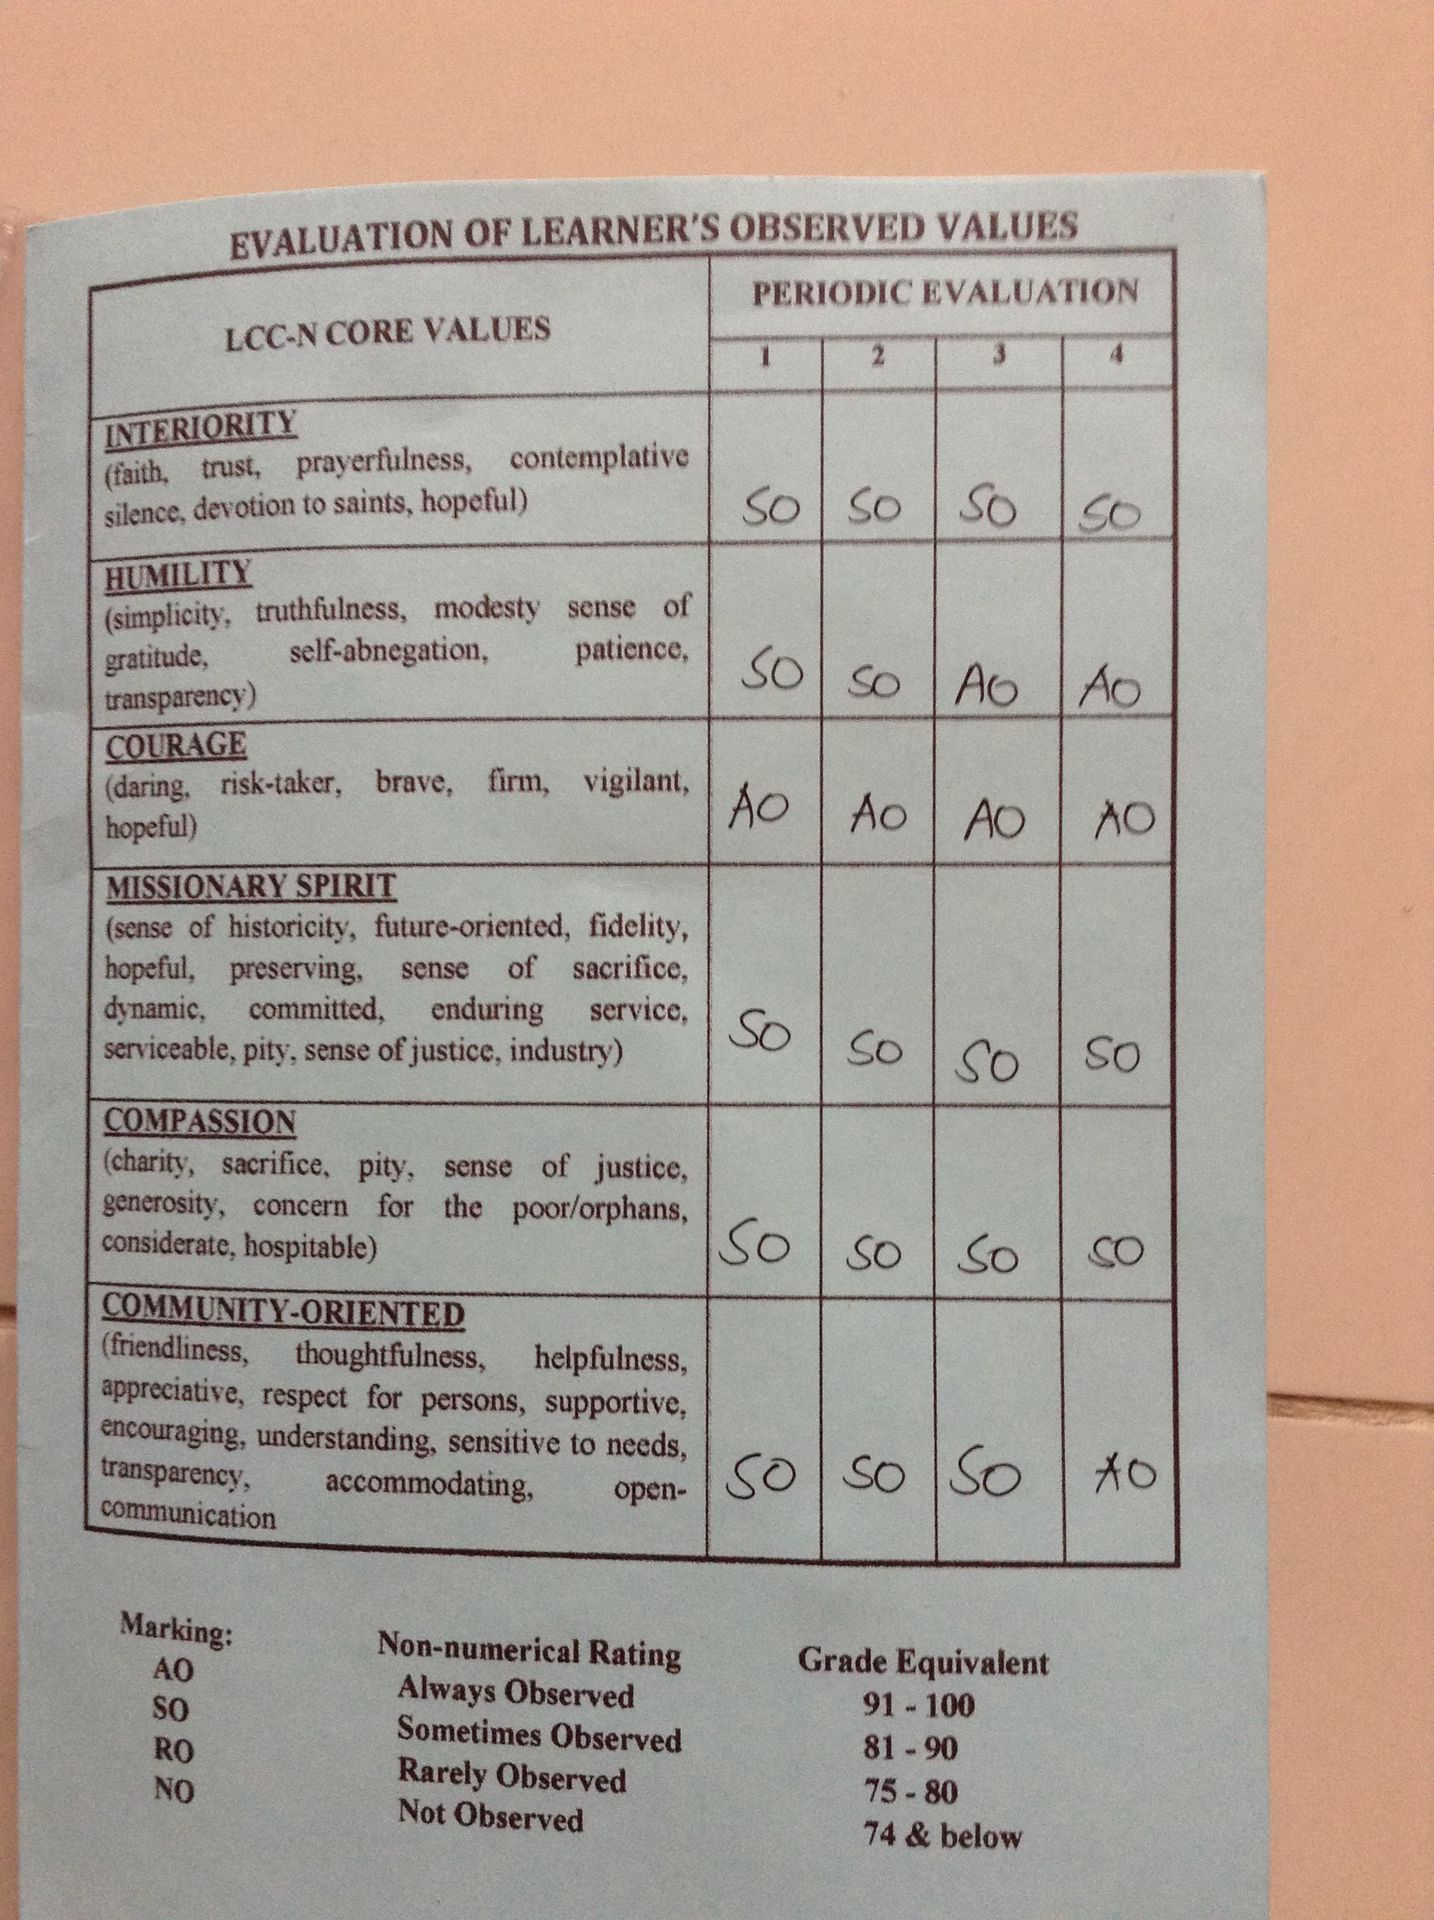 EVALUATION OF LEARNER'S OBSERVED VALUES
LCC-N CORE VALUES
PERIODIC EVALUATION
1 2 3 4
INTERIORITY
(faith, trust, prayerfulness, contemplative
silence, devotion to saints, hopeful)
SO SO SO SO
HUMILITY
(simplicity, truthfulness, modesty sense of
gratitude, self-abnegation, patience,
transparency)
SO SO AO AO
COURAGE
(daring, risk-taker, brave, firm, vigilant,
hopeful)
AO AO AO AO
MISSIONARY SPIRIT
(sense of historicity, future-oriented, fidelity,
hopeful, preserving, sense of sacrifice,
dynamic, committed, enduring service,
serviceable, pity, sense of justice, industry)
SO SO SO SO
COMPASSION
(charity, sacrifice, pity, sense of justice,
generosity, concern for the poor/orphans,
considerate, hospitable)
SO SO SO SO
COMMUNITY-ORIENTED
(friendliness, thoughtfulness, helpfulness,
appreciative, respect for persons, supportive,
encouraging, understanding, sensitive to needs,
transparency, accommodating, open-
communication
SO SO SO AO
Marking: Non-numerical Rating Grade Equivalent
AO Always Observed 91 - 100
SO Sometimes Observed 81 - 90
RO Rarely Observed 75 - 80
NO Not Observed 74 & below